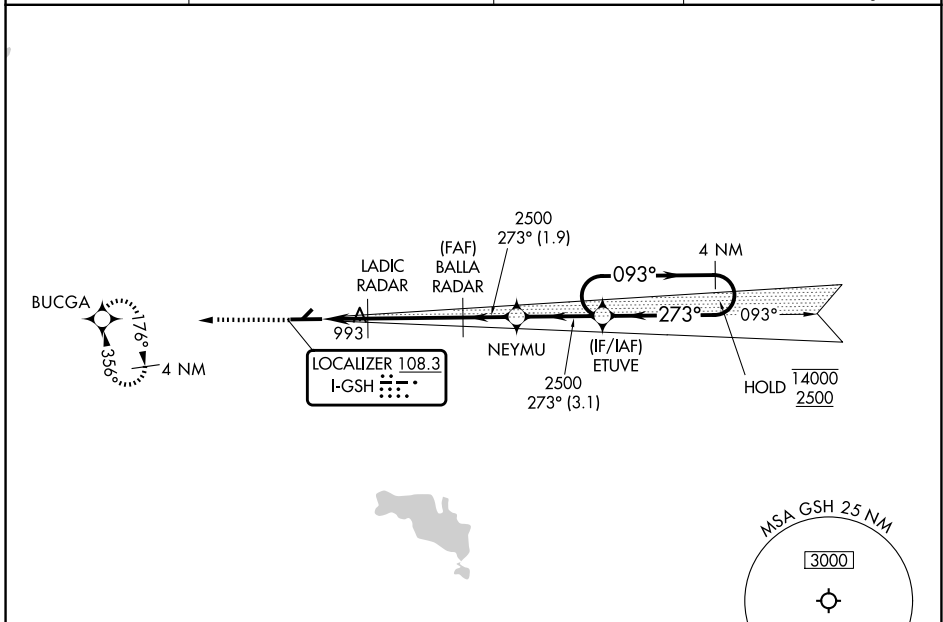 2500
273° (1.9)
(FAF)
BALLA
RADAR
4 NM
LADIC
RADAR
093°
BUCGA
176°
356°
4 NM
993
273°
093°
NEYMU
(IF/IAF)
ETUVE
LOCALIZER 108.3
I-GSH
2500
273° (3.1)
HOLD
14000
2500
MSA GSH 25 NM
3000